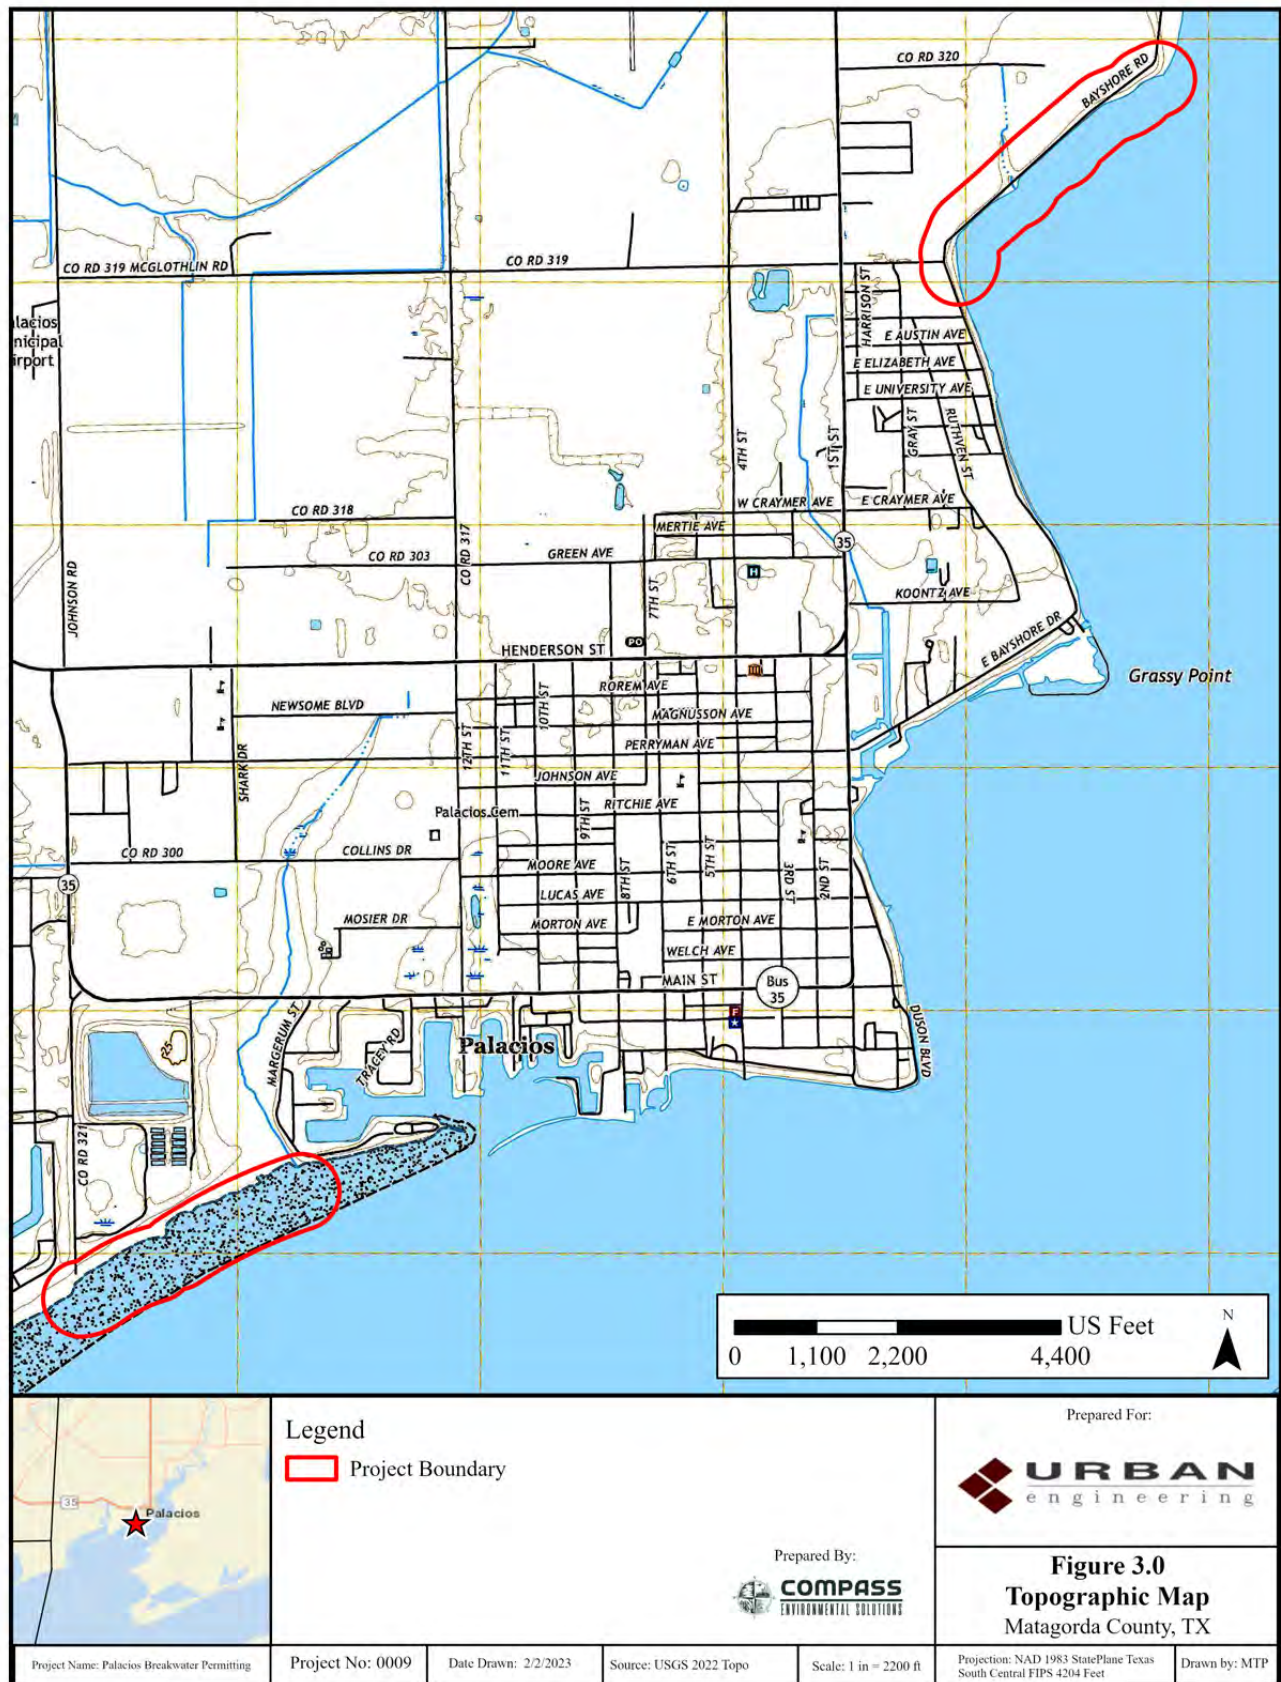 CO RD 320
BAYSHORE RD
CO RD 319 MCGLOTHLIN RD
CO RD 319
HARRISON ST
alacios
nicipal
irport
E AUSTIN AVE
E ELIZABETH AVE
E UNIVERSITY AVE
GRAY ST
RUTHVEN ST
4TH ST
1ST ST
W CRAYMER AVE
E CRAYMER AVE
CO RD 318
MERTIE AVE
35
CO RD 303
GREEN AVE
CO RD 317
JOHNSON RD
H
7TH ST
KOONTZ AVE
PO
HENDERSON ST
E BAYSHORE DR
Grassy Point
ROREM AVE
10TH ST
NEWSOME BLVD
MAGNUSSON AVE
12TH ST
11TH ST
PERRYMAN AVE
SHARK DR
JOHNSON AVE
Palacios Cem
9TH ST
RITCHIE AVE
CO RD 300
COLLINS DR
MOORE AVE
8TH ST
6TH ST
5TH ST
3RD ST
2ND ST
35
LUCAS AVE
MOSIER DR
MORTON AVE
E MORTON AVE
WELCH AVE
MAIN ST
Bus
35
F
DUSON BLVD
MARGERUM ST
TRACEY RD
Palacios
25
CO RD 321
US Feet
0 1,100 2,200 4,400
N
35
Palacios
Legend
Project Boundary
Prepared By:
COMPASS
ENVIRONMENTAL SOLUTIONS
Prepared For:
URBAN
engineering
Figure 3.0
Topographic Map
Matagorda County, TX
Project Name: Palacios Breakwater Permitting
Project No: 0009
Date Drawn: 2/2/2023
Source: USGS 2022 Topo
Scale: 1 in = 2200 ft
Projection: NAD 1983 StatePlane Texas
South Central FIPS 4204 Feet
Drawn by: MTP